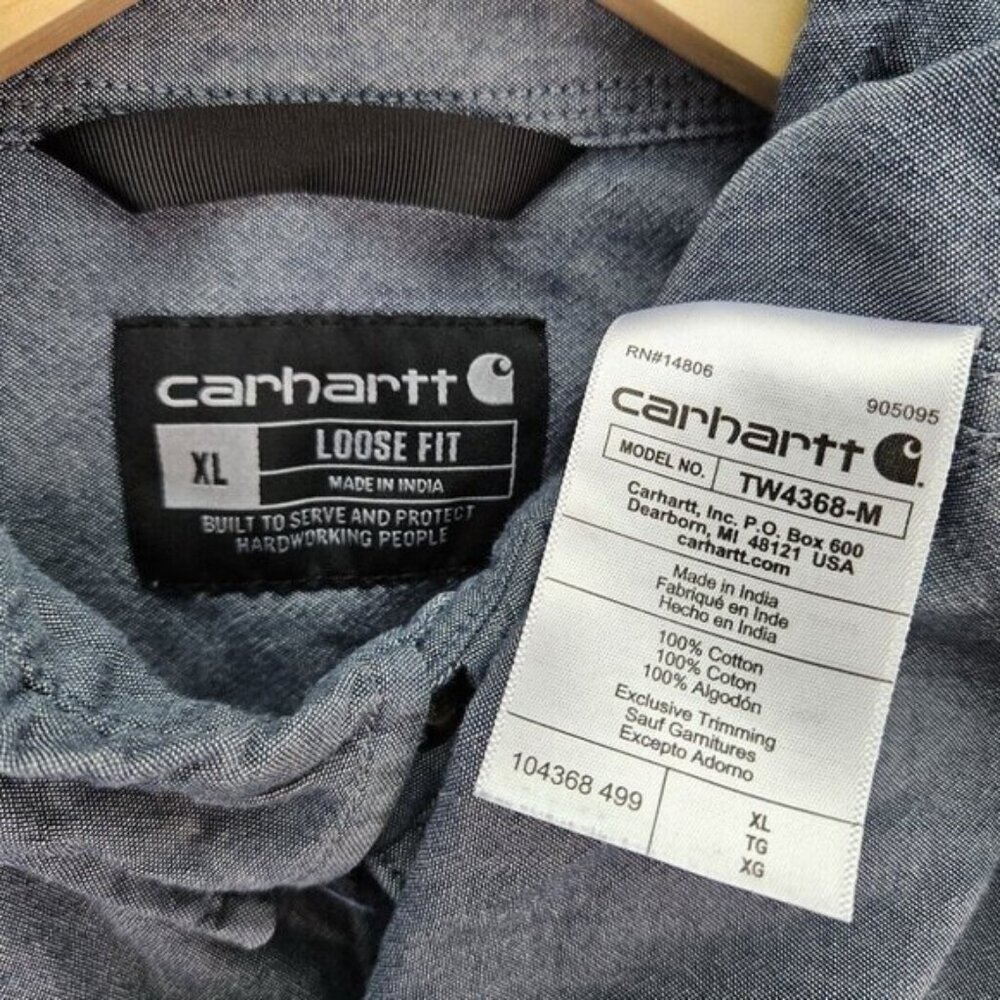 carhartt
XL
LOOSE FIT
MADE IN INDIA
BUILT TO SERVE AND PROTECT
HARDWORKING PEOPLE
RN#14806
905095
carhartt
MODEL NO. TW4368-M
Carhartt, Inc. P.O. Box 600
Dearborn, MI 48121 USA
carhartt.com
Made in India
Fabriqué en Inde
Hecho en India
100% Cotton
100% Coton
100% Algodón
Exclusive Trimming
Sauf Garnitures
Excepto Adorno
104368 499
XL
TG
XG